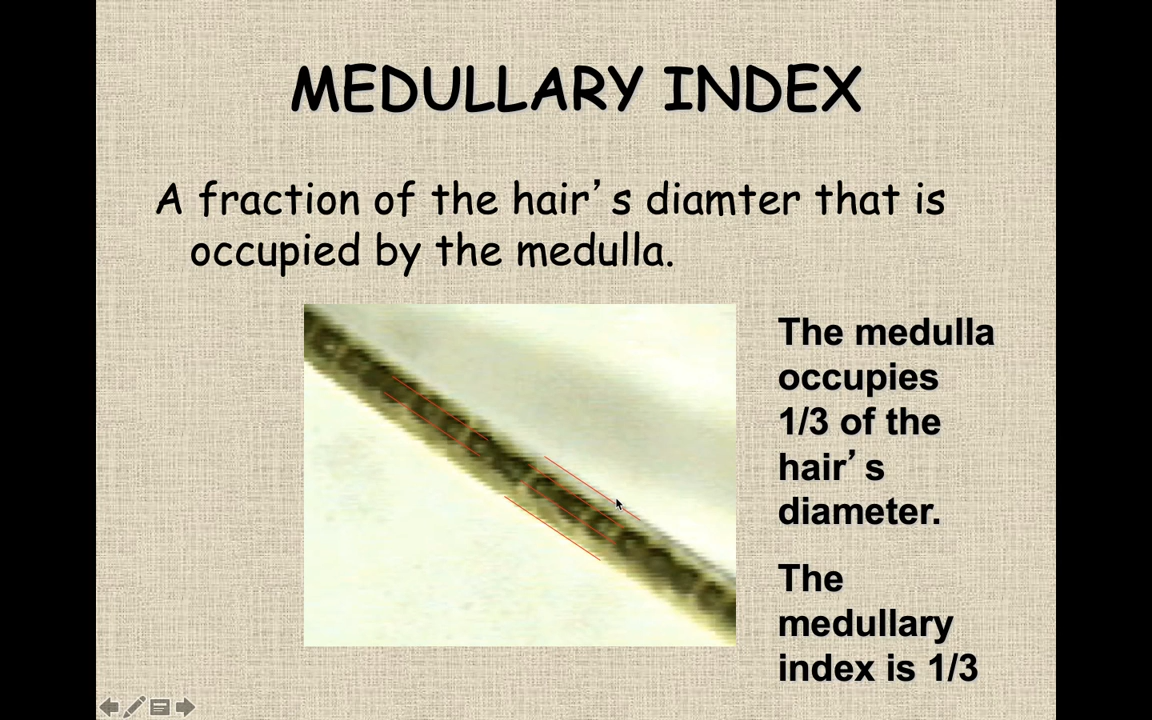 MEDULLARY INDEX
A fraction of the hair’s diamter that is
occupied by the medulla.
The medulla
occupies
1/3 of the
hair’s
diameter.
The
medullary
index is 1/3